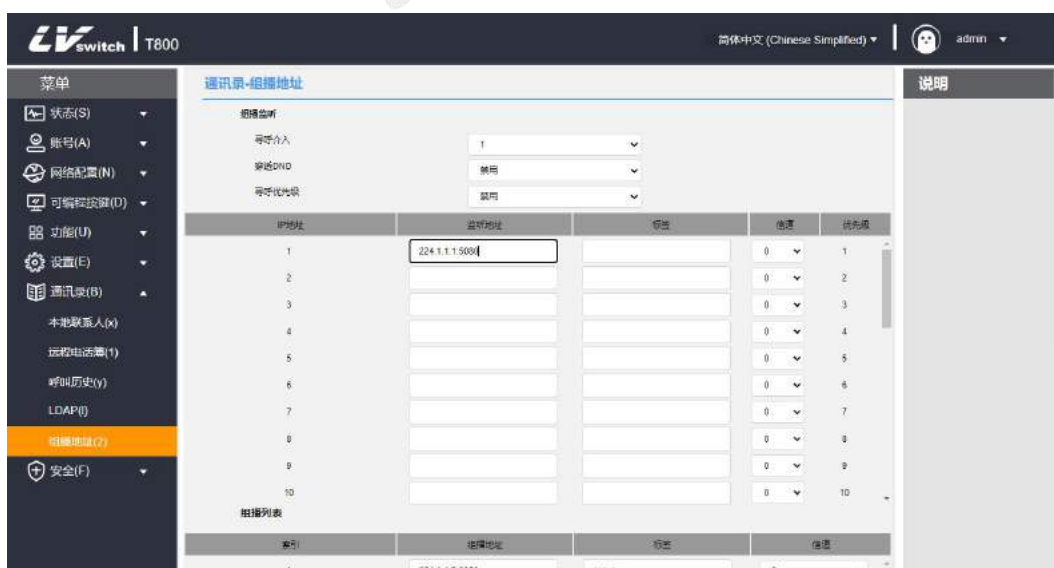 LVswitch T800 简体中文 (Chinese Simplified) admin
菜单 通讯录-组播地址 说明
状态(S) 组播监听
账号(A) 寻呼介入 1
网络配置(N) 穿透DND 禁用
可编程按键(D) 寻呼优先级 禁用
功能(U) IP地址 监听地址 标签 信道 优先级
设置(E) 1 224.1.1.1:5080 0 1
通讯录(B) 2 0 2
本地联系人(x) 3 0 3
4 0 4
远程电话簿(1) 5 0 5
呼叫历史(y) 6 0 6
LDAP(l) 7 0 7
组播地址(2) 8 0 8
安全(F) 9 0 9
10 0 10
组播列表
索引 组播地址 标签 信道